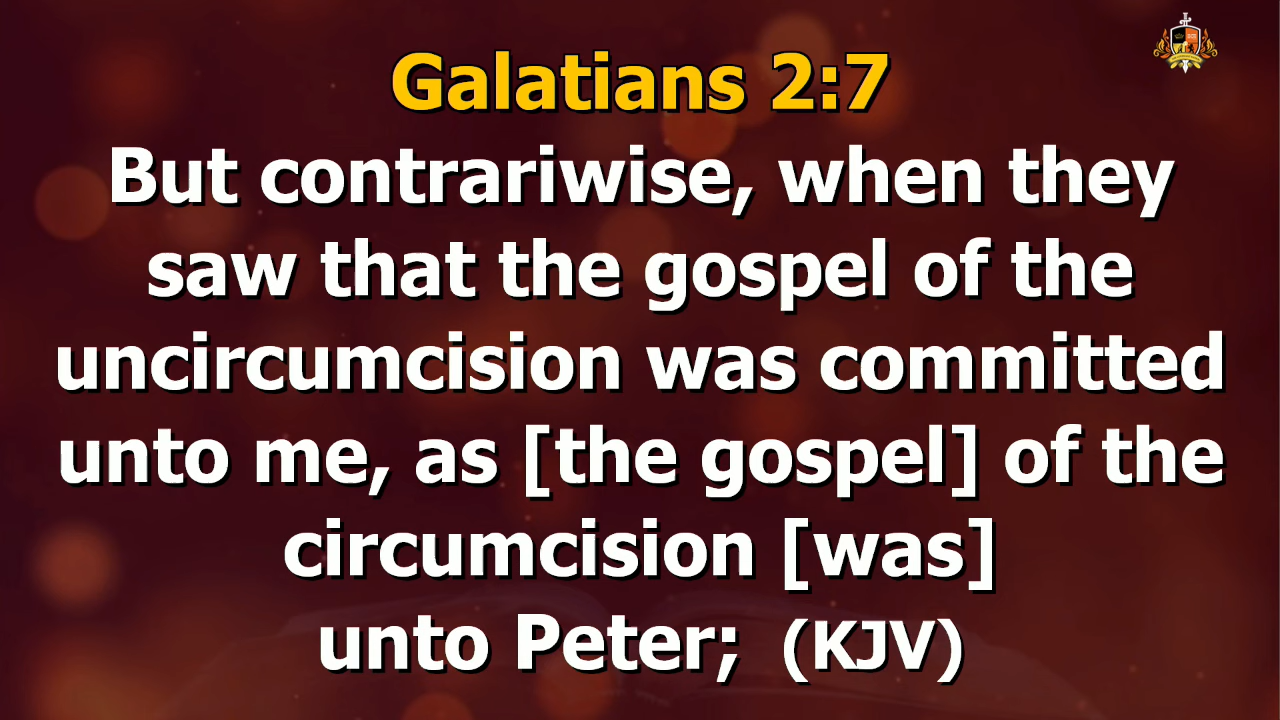 Galatians 2:7
But contrariwise, when they
saw that the gospel of the
uncircumcision was committed
unto me, as [the gospel] of the
circumcision [was]
unto Peter; (KJV)